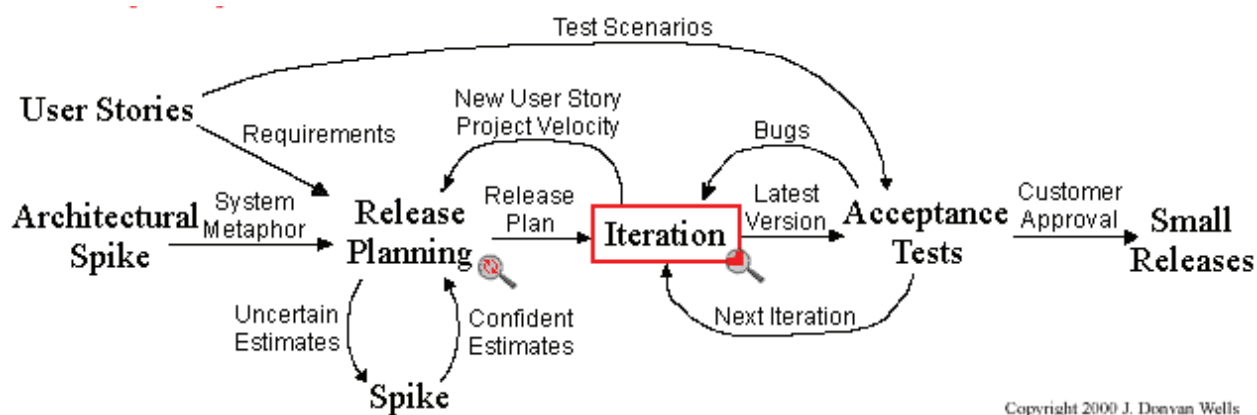 Test Scenarios
User Stories
New User Story
Project Velocity
Bugs
Requirements
Architectural
Spike
System
Metaphor
Release
Planning
Release
Plan
Iteration
Latest
Version
Acceptance
Tests
Customer
Approval
Small
Releases
Uncertain
Estimates
Confident
Estimates
Next Iteration
Spike
Copyright 2000 J. Donvan Wells